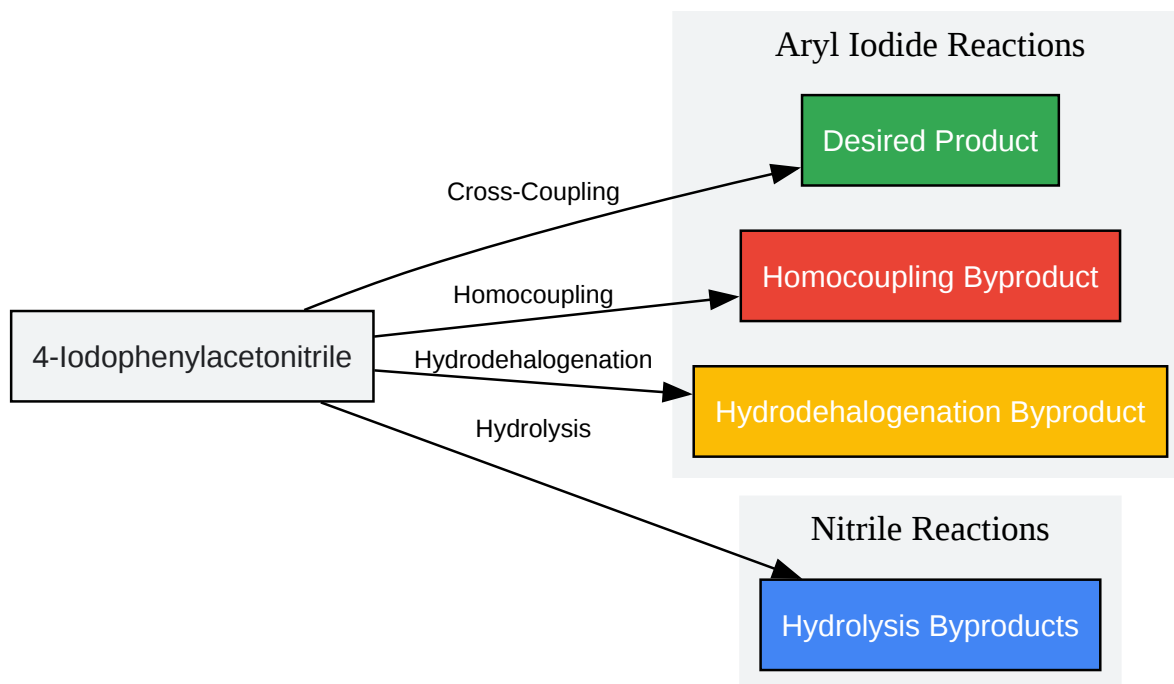 Aryl Iodide Reactions
Desired Product
Cross-Coupling
Homocoupling Byproduct
Homocoupling
4-Iodophenylacetonitrile
Hydrodehalogenation
Hydrodehalogenation Byproduct
Hydrolysis
Nitrile Reactions
Hydrolysis Byproducts